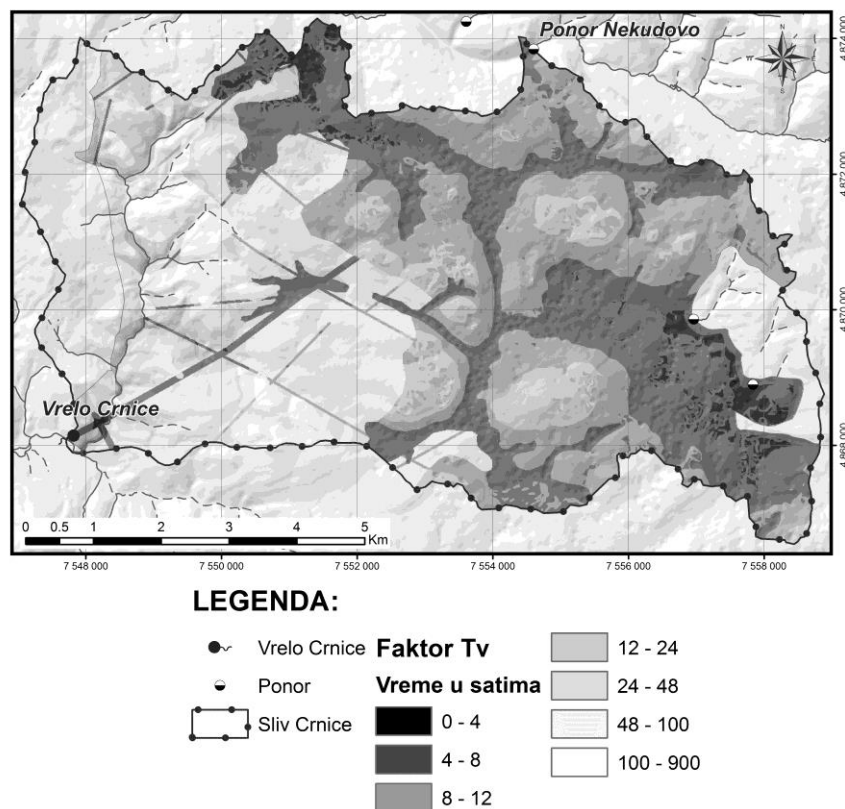 Ponor Nekudovo
N
W
E
S
4 874 000
4 872 000
4 870 000
4 868 000
Vrelo Crnice
0 0.5 1 2 3 4 5
Km
7 548 000
7 550 000
7 552 000
7 554 000
7 556 000
7 558 000
LEGENDA:
Vrelo Crnice
Ponor
Sliv Crnice
Faktor Tv
Vreme u satima
0 - 4
4 - 8
8 - 12
12 - 24
24 - 48
48 - 100
100 - 900